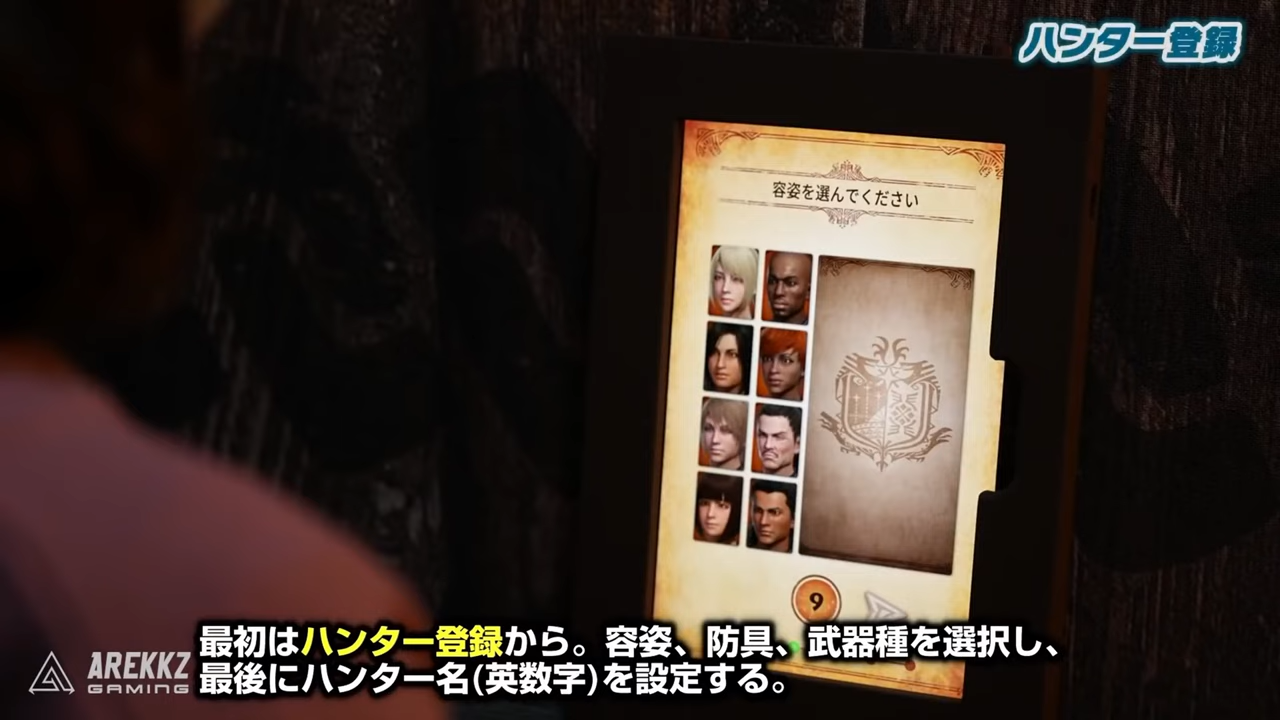 ハンター登録
容姿を選んでください
9
最初はハンター登録から。容姿、防具、武器種を選択し、
最後にハンター名(英数字)を設定する。
AREKKZ
GAMING